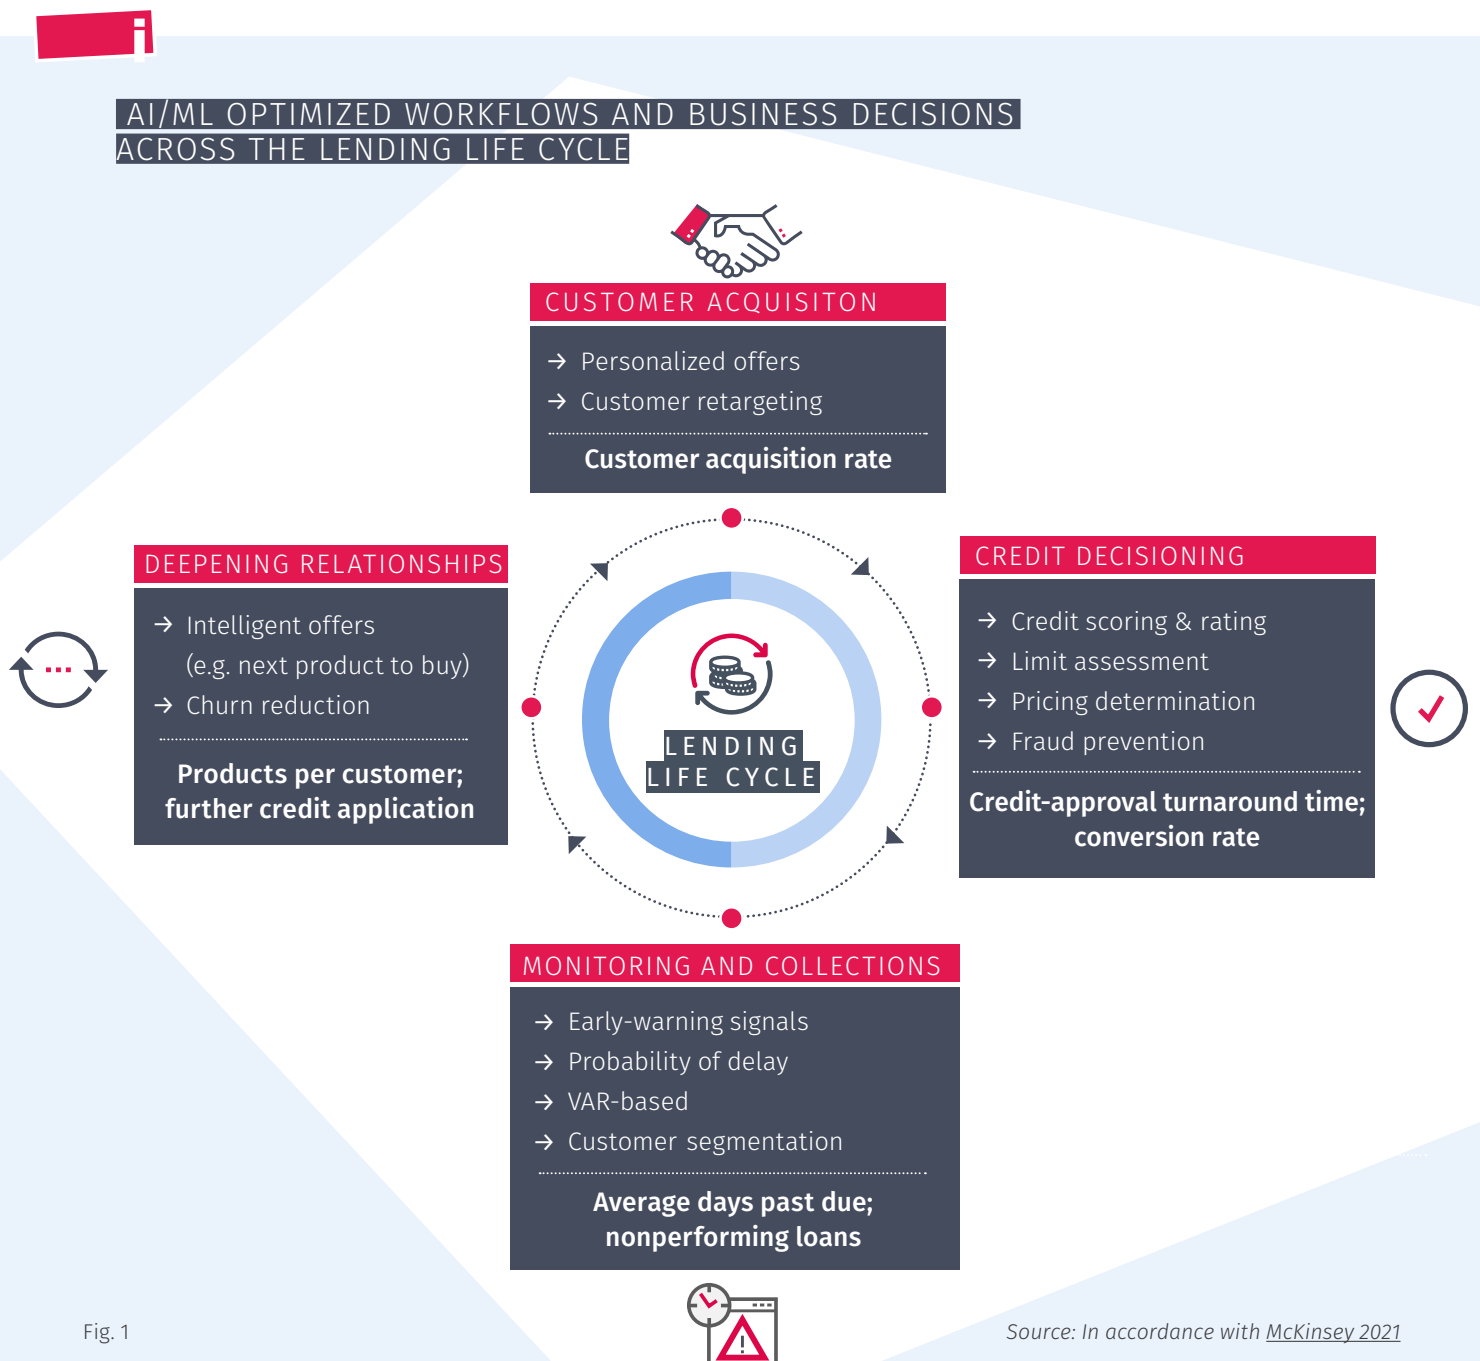 i
AI/ML OPTIMIZED WORKFLOWS AND BUSINESS DECISIONS
ACROSS THE LENDING LIFE CYCLE
CUSTOMER ACQUISITON
→ Personalized offers
→ Customer retargeting
Customer acquisition rate
DEEPENING RELATIONSHIPS
→ Intelligent offers
(e.g. next product to buy)
→ Churn reduction
Products per customer;
further credit application
LENDING
LIFE CYCLE
CREDIT DECISIONING
→ Credit scoring & rating
→ Limit assessment
→ Pricing determination
→ Fraud prevention
Credit-approval turnaround time;
conversion rate
MONITORING AND COLLECTIONS
→ Early-warning signals
→ Probability of delay
→ VAR-based
→ Customer segmentation
Average days past due;
nonperforming loans
Fig. 1
Source: In accordance with McKinsey 2021